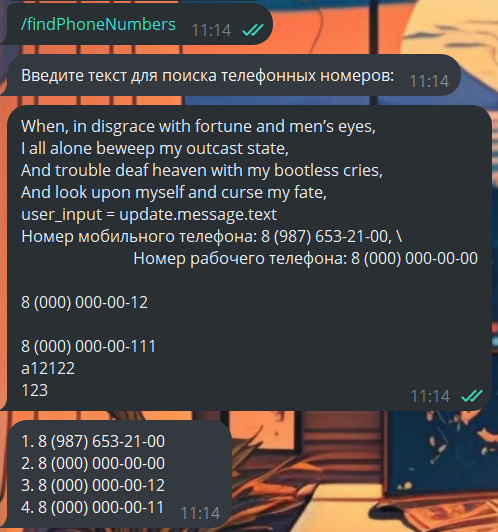 /findPhoneNumbers 11:14
Введите текст для поиска телефонных номеров: 11:14
When, in disgrace with fortune and men’s eyes,
I all alone beweep my outcast state,
And trouble deaf heaven with my bootless cries,
And look upon myself and curse my fate,
user_input = update.message.text
Номер мобильного телефона: 8 (987) 653-21-00, \
Номер рабочего телефона: 8 (000) 000-00-00
8 (000) 000-00-12
8 (000) 000-00-111
a12122
123
11:14
1. 8 (987) 653-21-00
2. 8 (000) 000-00-00
3. 8 (000) 000-00-12
4. 8 (000) 000-00-11 11:14